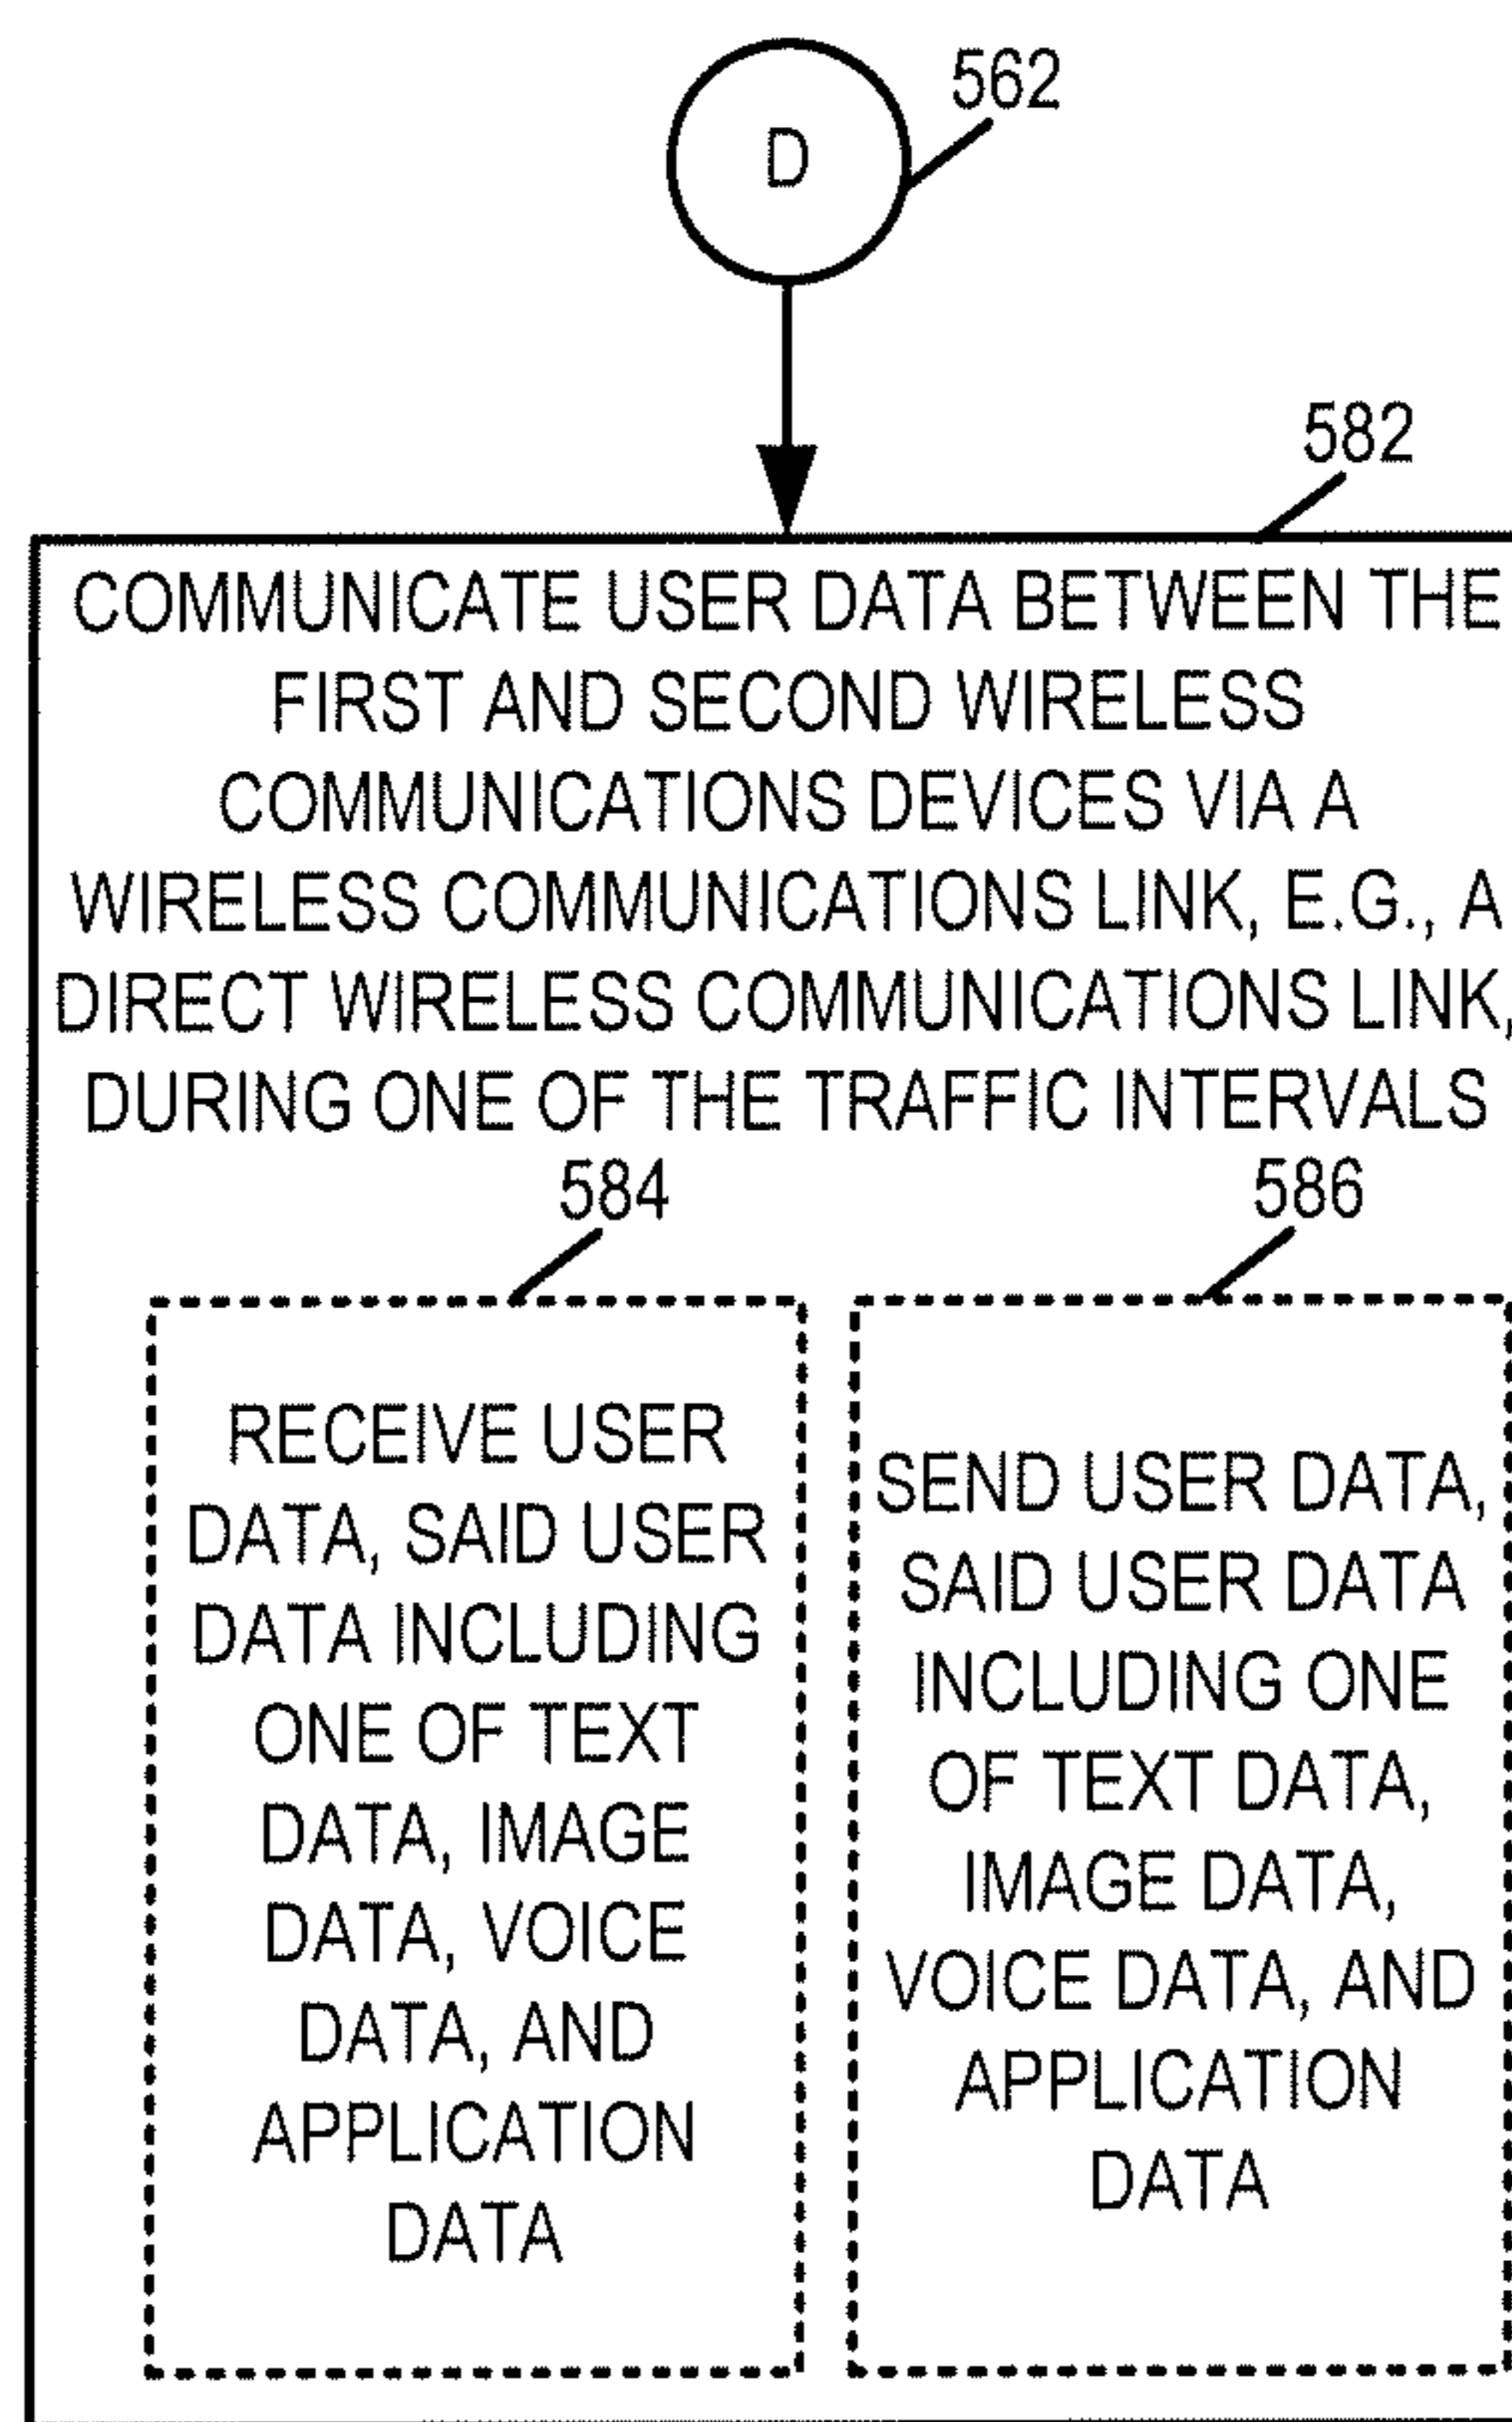 562
D
582
COMMUNICATE USER DATA BETWEEN THE
FIRST AND SECOND WIRELESS
COMMUNICATIONS DEVICES VIA A
WIRELESS COMMUNICATIONS LINK, E.G., A
DIRECT WIRELESS COMMUNICATIONS LINK,
DURING ONE OF THE TRAFFIC INTERVALS
584
RECEIVE USER
DATA, SAID USER
DATA INCLUDING
ONE OF TEXT
DATA, IMAGE
DATA, VOICE
DATA, AND
APPLICATION
DATA
586
SEND USER DATA,
SAID USER DATA
INCLUDING ONE
OF TEXT DATA,
IMAGE DATA,
VOICE DATA, AND
APPLICATION
DATA